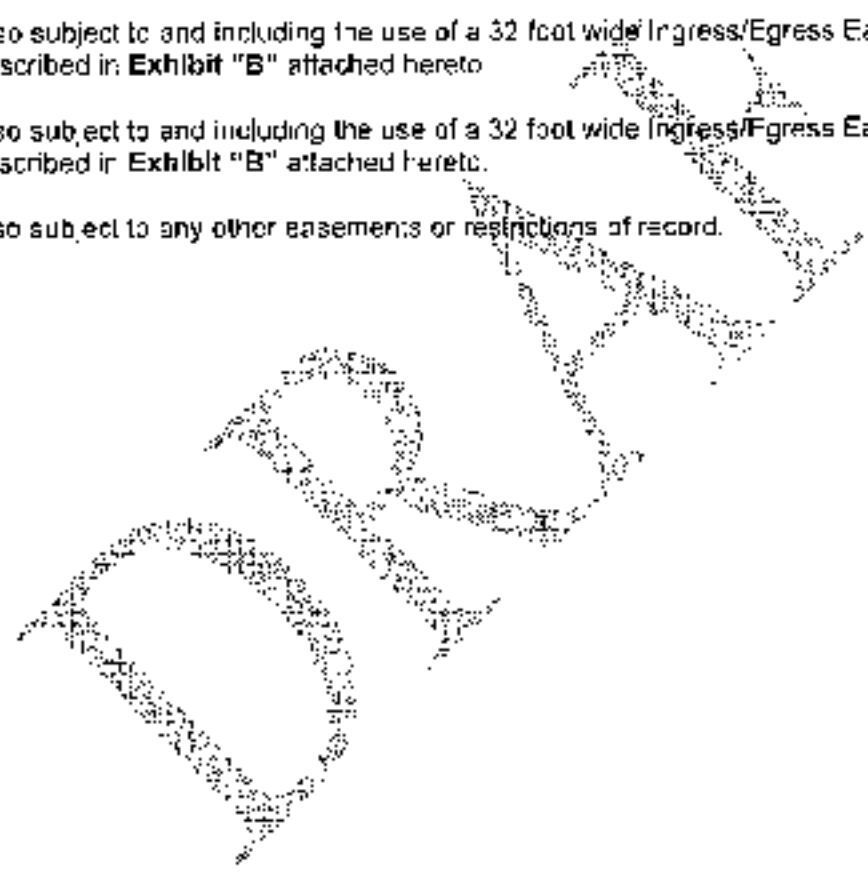 so subject to and including the use of a 32 foot wide Ingress/Egress Ea
scribed in Exhibit "B" attached hereto
so subject to and including the use of a 32 foot wide Ingress/Egress Ea
scribed in Exhibit "B" attached hereto.
so subject to any other easements or restrictions of record.
DRA